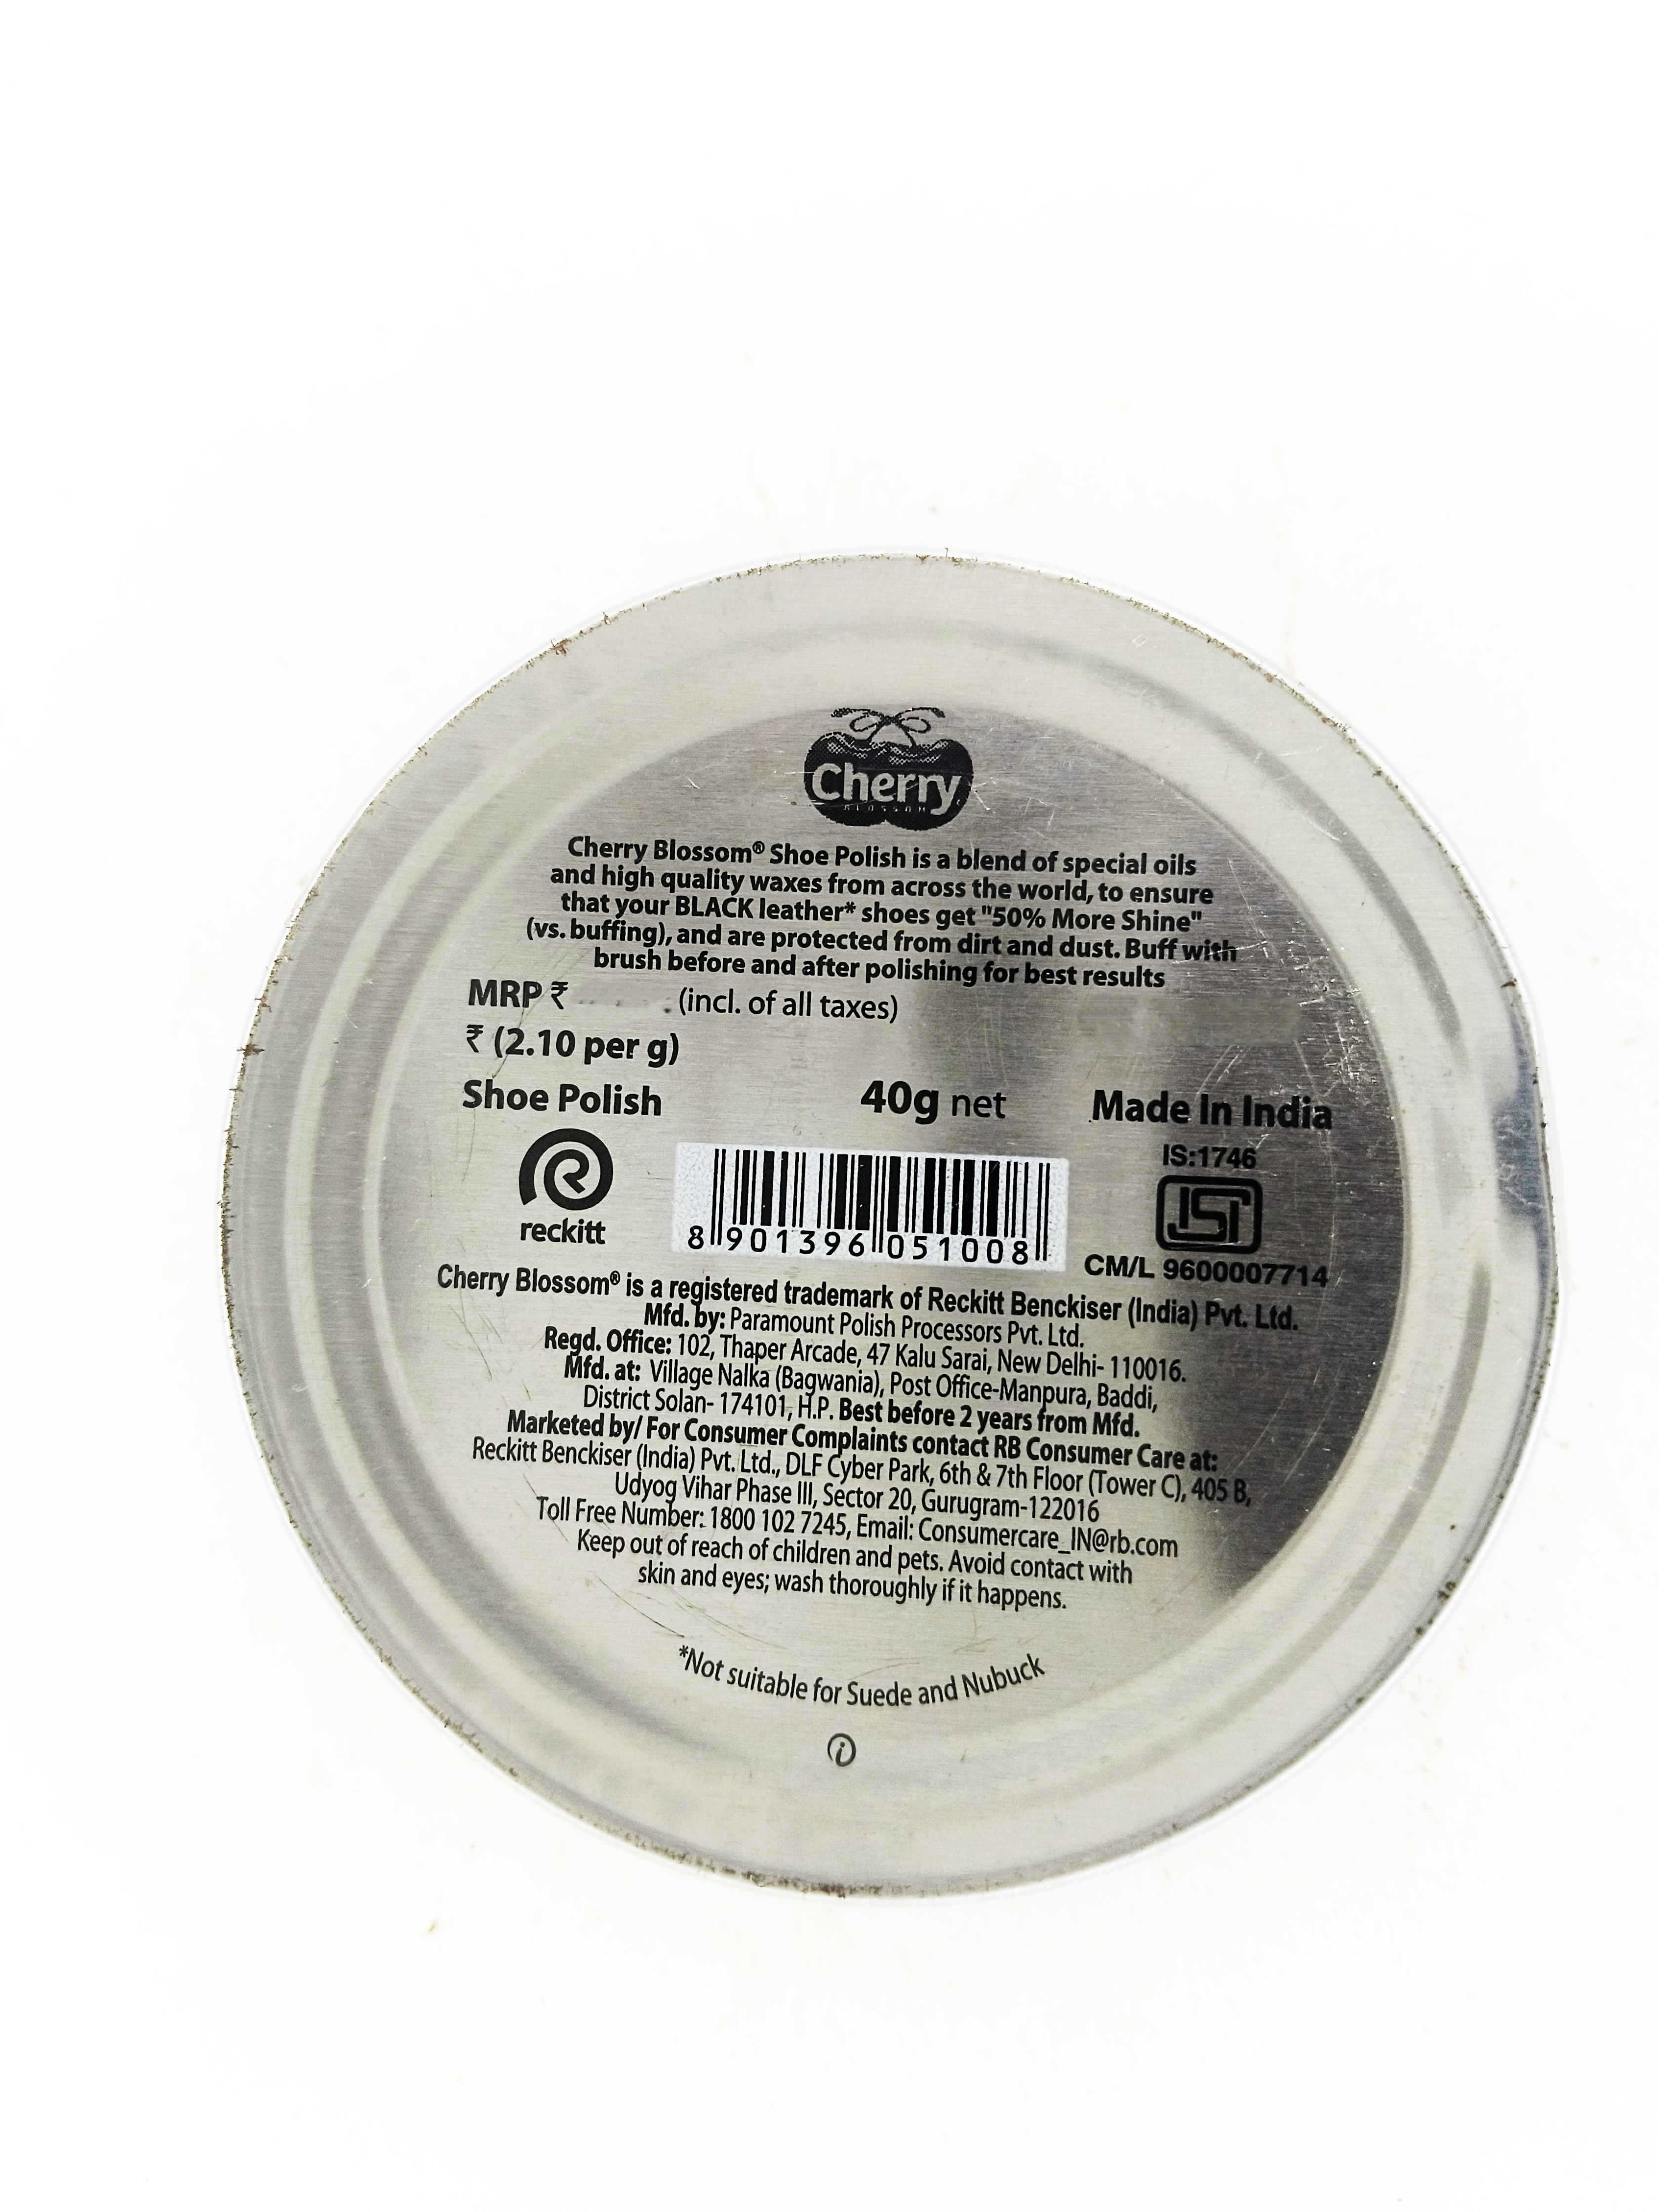 Cherry
BLOSSOM
Cherry Blossom® Shoe Polish is a blend of special oils
and high quality waxes from across the world, to ensure
that your BLACK leather* shoes get "50% More Shine"
(vs. buffing), and are protected from dirt and dust. Buff with
brush before and after polishing for best results
MRP ₹ (incl. of all taxes)
₹ (2.10 per g)
Shoe Polish 40g net Made In India
IS:1746
ISI
reckitt
8 901396 051008
CM/L 9600007714
Cherry Blossom® is a registered trademark of Reckitt Benckiser (India) Pvt. Ltd.
Mfd. by: Paramount Polish Processors Pvt. Ltd.
Regd. Office: 102, Thaper Arcade, 47 Kalu Sarai, New Delhi- 110016.
Mfd. at: Village Nalka (Bagwania), Post Office-Manpura, Baddi,
District Solan- 174101, H.P. Best before 2 years from Mfd.
Marketed by/ For Consumer Complaints contact RB Consumer Care at:
Reckitt Benckiser (India) Pvt. Ltd., DLF Cyber Park, 6th & 7th Floor (Tower C), 405 B,
Udyog Vihar Phase III, Sector 20, Gurugram-122016
Toll Free Number: 1800 102 7245, Email: Consumercare_IN@rb.com
Keep out of reach of children and pets. Avoid contact with
skin and eyes; wash thoroughly if it happens.
*Not suitable for Suede and Nubuck
i